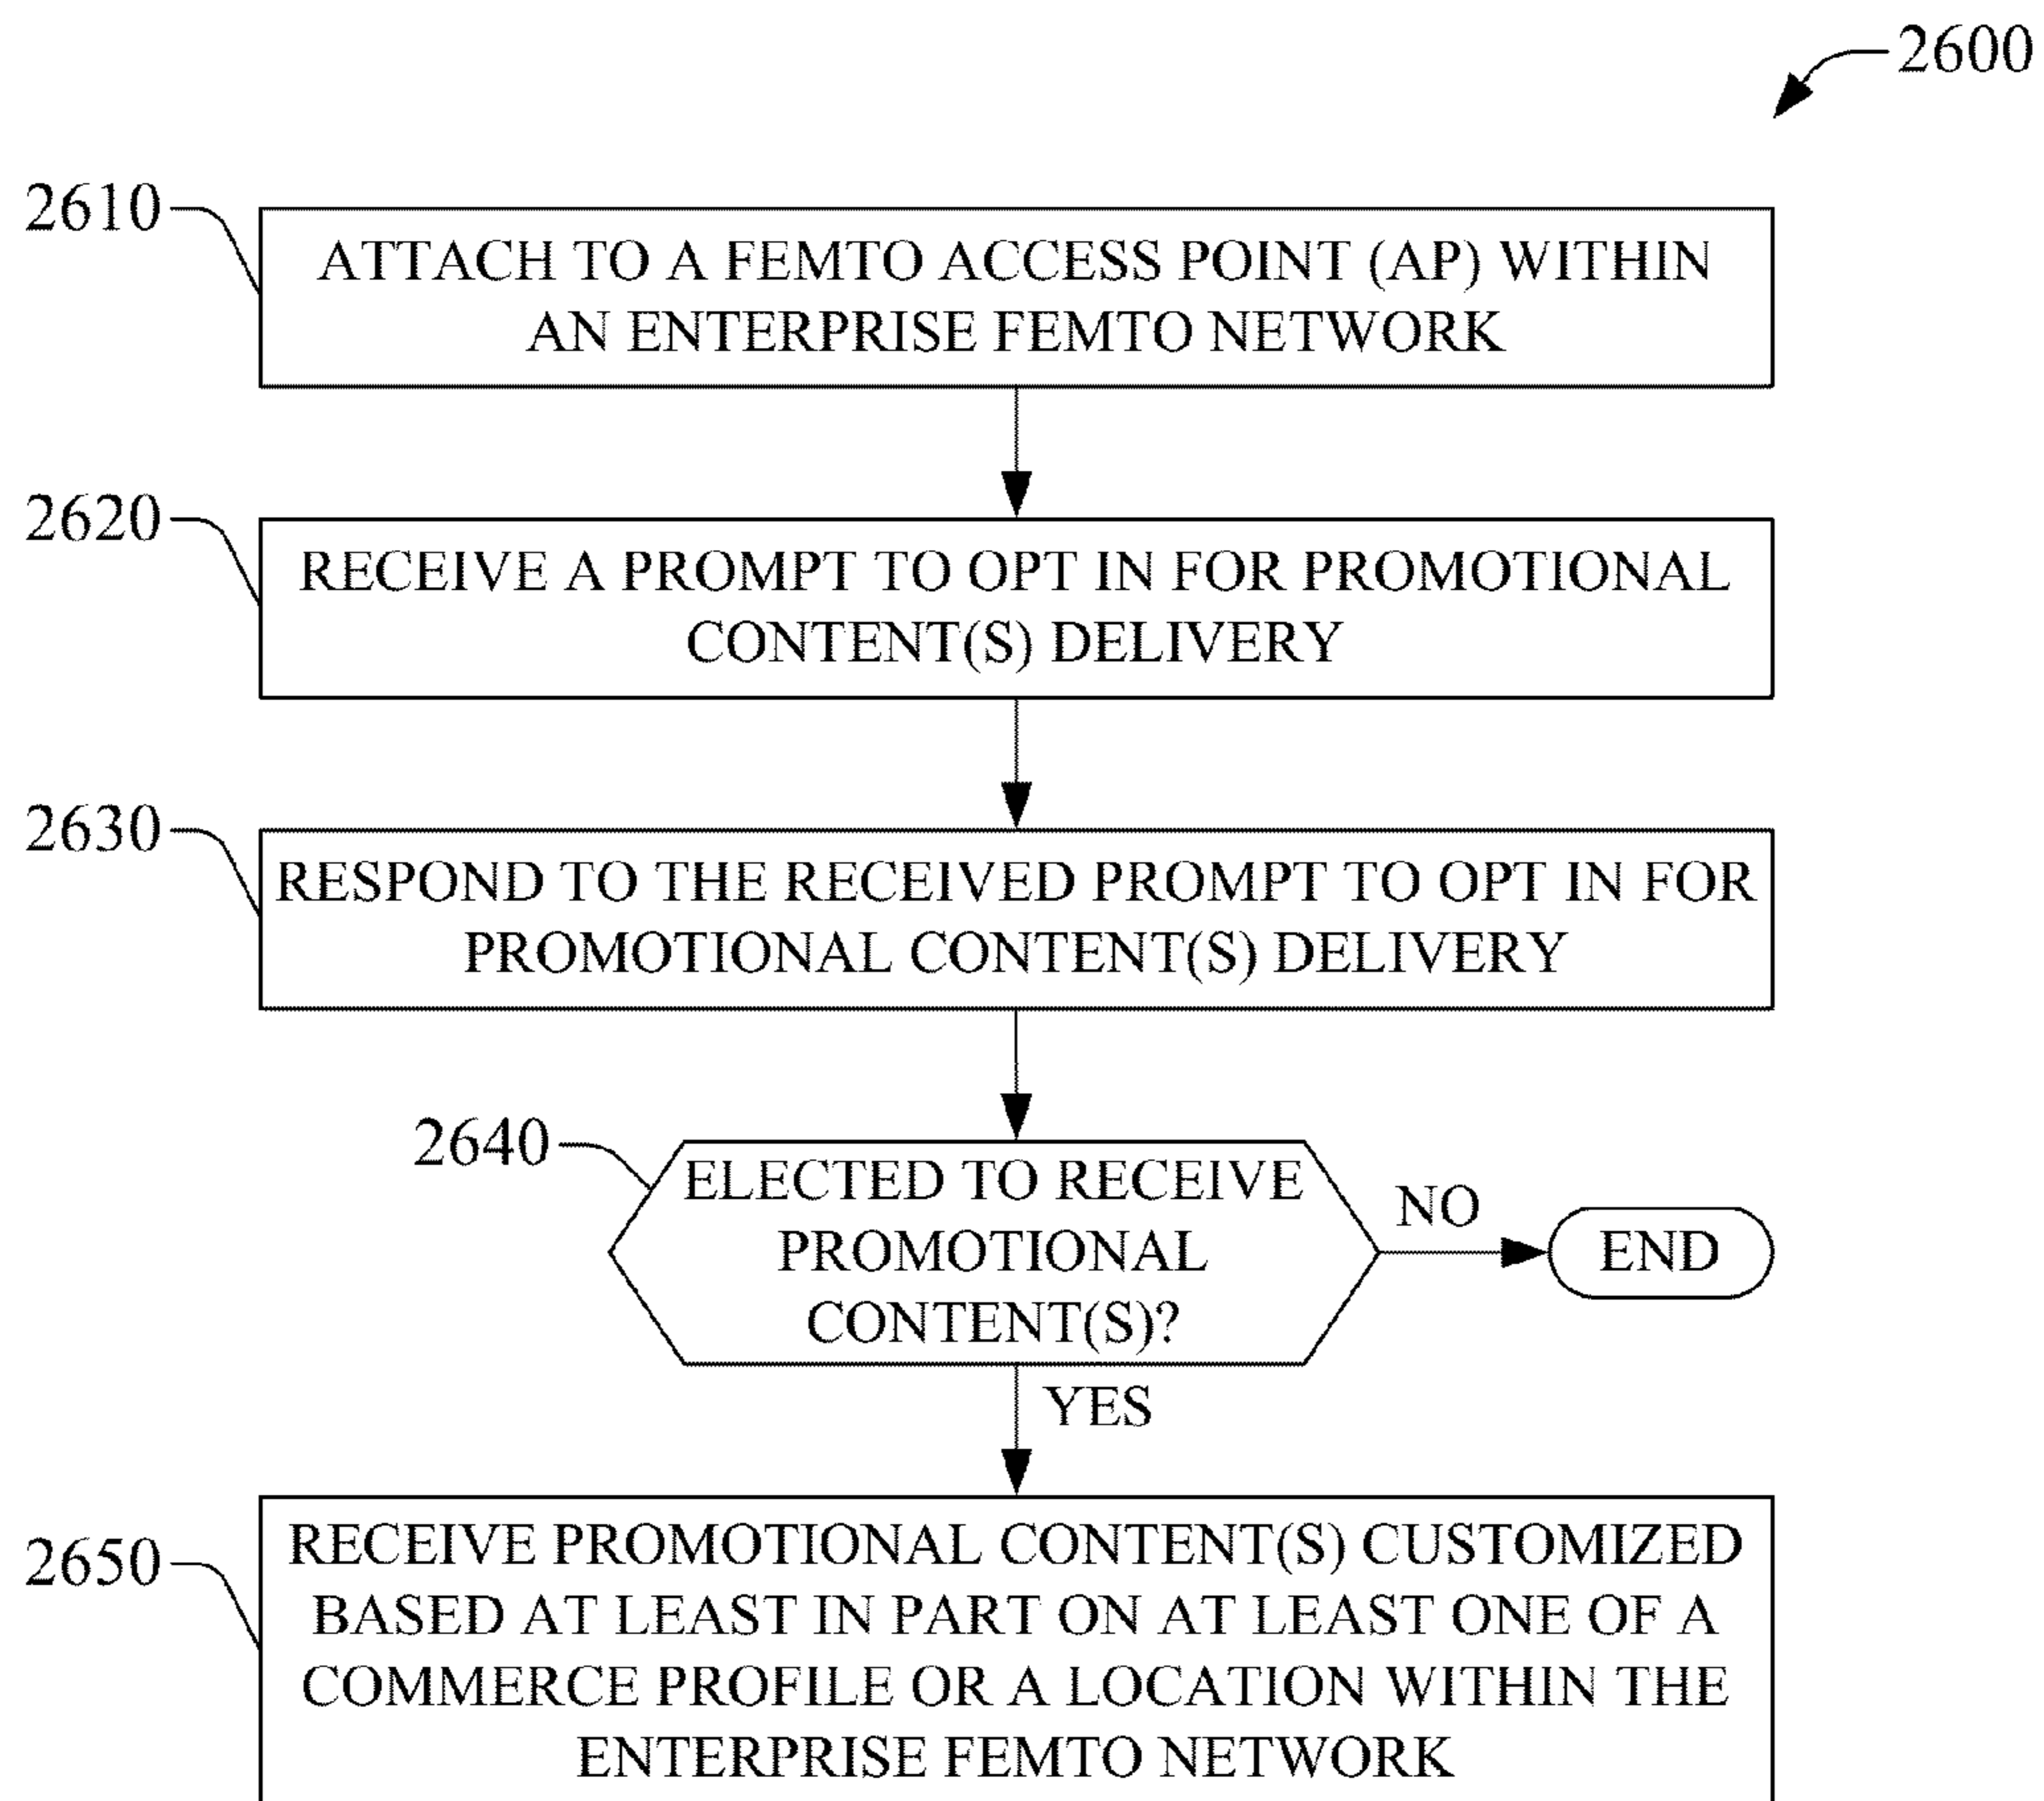 2600
2610
ATTACH TO A FEMTO ACCESS POINT (AP) WITHIN
AN ENTERPRISE FEMTO NETWORK
2620
RECEIVE A PROMPT TO OPT IN FOR PROMOTIONAL
CONTENT(S) DELIVERY
2630
RESPOND TO THE RECEIVED PROMPT TO OPT IN FOR
PROMOTIONAL CONTENT(S) DELIVERY
2640
ELECTED TO RECEIVE
PROMOTIONAL
CONTENT(S)?
NO
END
YES
2650
RECEIVE PROMOTIONAL CONTENT(S) CUSTOMIZED
BASED AT LEAST IN PART ON AT LEAST ONE OF A
COMMERCE PROFILE OR A LOCATION WITHIN THE
ENTERPRISE FEMTO NETWORK